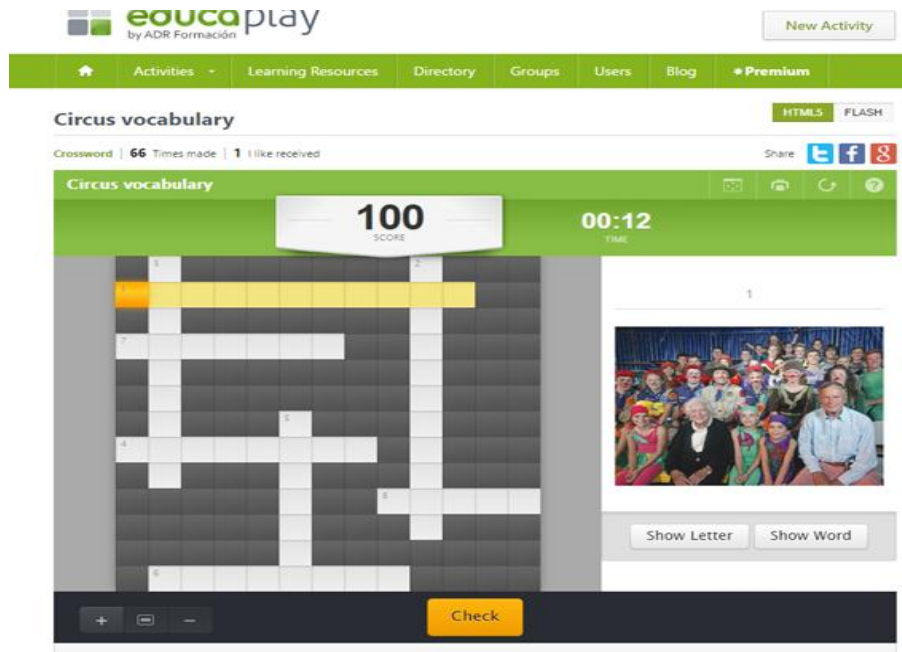 educaplay
by ADR Formación
New Activity
Activities Learning Resources Directory Groups Users Blog Premium
Circus vocabulary
HTML5 FLASH
Crossword | 66 Times made | 1 I like received
Share
Circus vocabulary
100
SCORE
00:12
TIME
3 2
1
1
7
5
4
8
Show Letter Show Word
6
+ −
Check